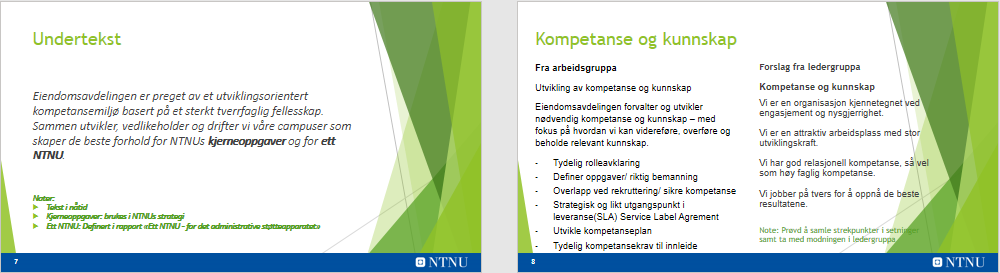 Undertekst
Eiendomsavdelingen er preget av et utviklingsorientert
kompetansemiljø basert på et sterkt tverrfaglig fellesskap.
Sammen utvikler, vedlikeholder og drifter vi våre campuser som
skaper de beste forhold for NTNUs kjerneoppgaver og for ett
NTNU.
Noter:
Tekst i nåtid
Kjerneoppgaver: brukes i NTNUs strategi
Ett NTNU: Definert i rapport «Ett NTNU - for det administrative støtteapparatet»
7
NTNU
Kompetanse og kunnskap
Fra arbeidsgruppa
Utvikling av kompetanse og kunnskap
Eiendomsavdelingen forvalter og utvikler
nødvendig kompetanse og kunnskap – med
fokus på hvordan vi kan videreføre, overføre og
beholde relevant kunnskap.
- Tydelig rolleavklaring
- Definer oppgaver/ riktig bemanning
- Overlapp ved rekruttering/ sikre kompetanse
- Strategisk og likt utgangspunkt i
leveranse(SLA) Service Label Agrement
- Utvikle kompetanseplan
- Tydelig kompetansekrav til innleide
Forslag fra ledergruppa
Kompetanse og kunnskap
Vi er en organisasjon kjennetegnet ved
engasjement og nysgjerrighet.
Vi er en attraktiv arbeidsplass med stor
utviklingskraft.
Vi har god relasjonell kompetanse, så vel
som høy faglig kompetanse.
Vi jobber på tvers for å oppnå de beste
resultatene.
Note: Prøvd å samle strekpunkter i setninger
samt ta med modningen i ledergruppa
8
NTNU